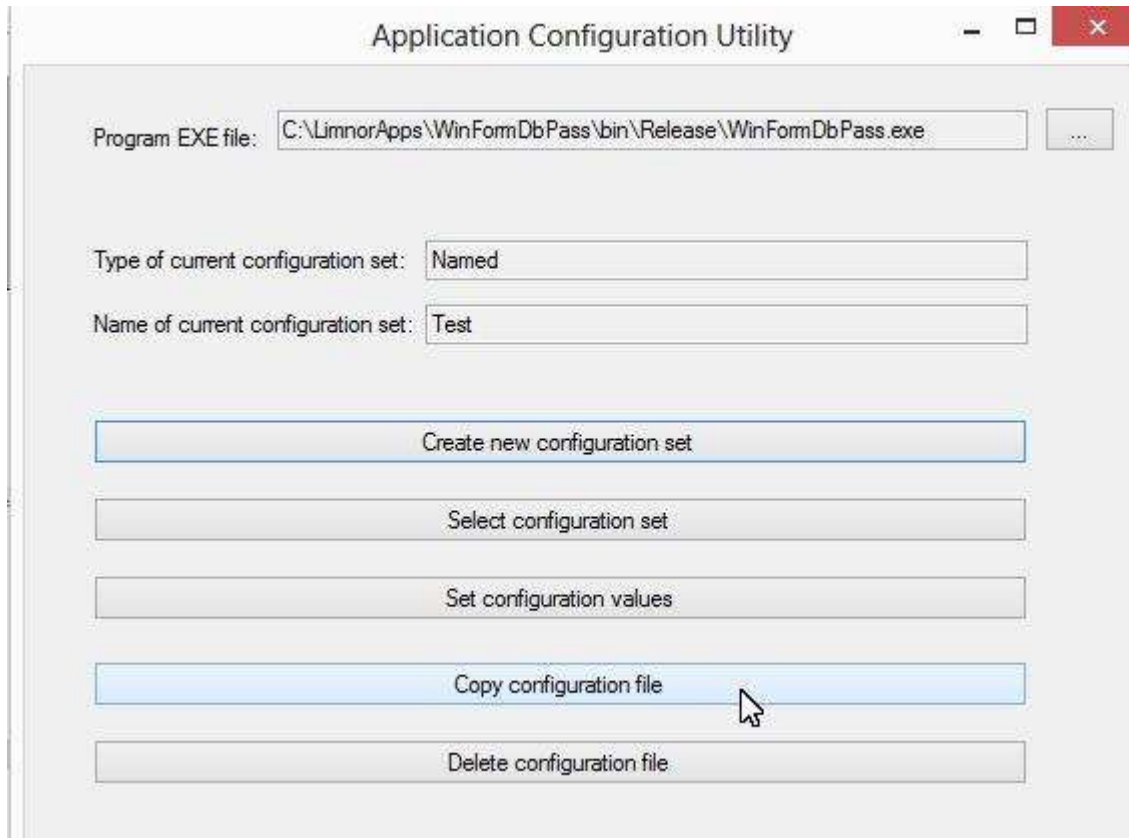 Application Configuration Utility
Program EXE file: C:\LimnorApps\WinFormDbPass\bin\Release\WinFormDbPass.exe ...
Type of current configuration set: Named
Name of current configuration set: Test
Create new configuration set
Select configuration set
Set configuration values
Copy configuration file
Delete configuration file